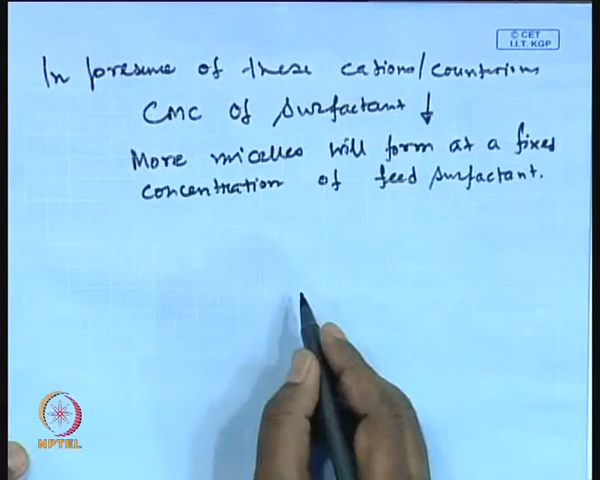 © CET
I.I.T. KGP
In presence of these cations/counterions
CMC of surfactant ↓
More micelles will form at a fixed
concentration of feed surfactant.
NPTEL